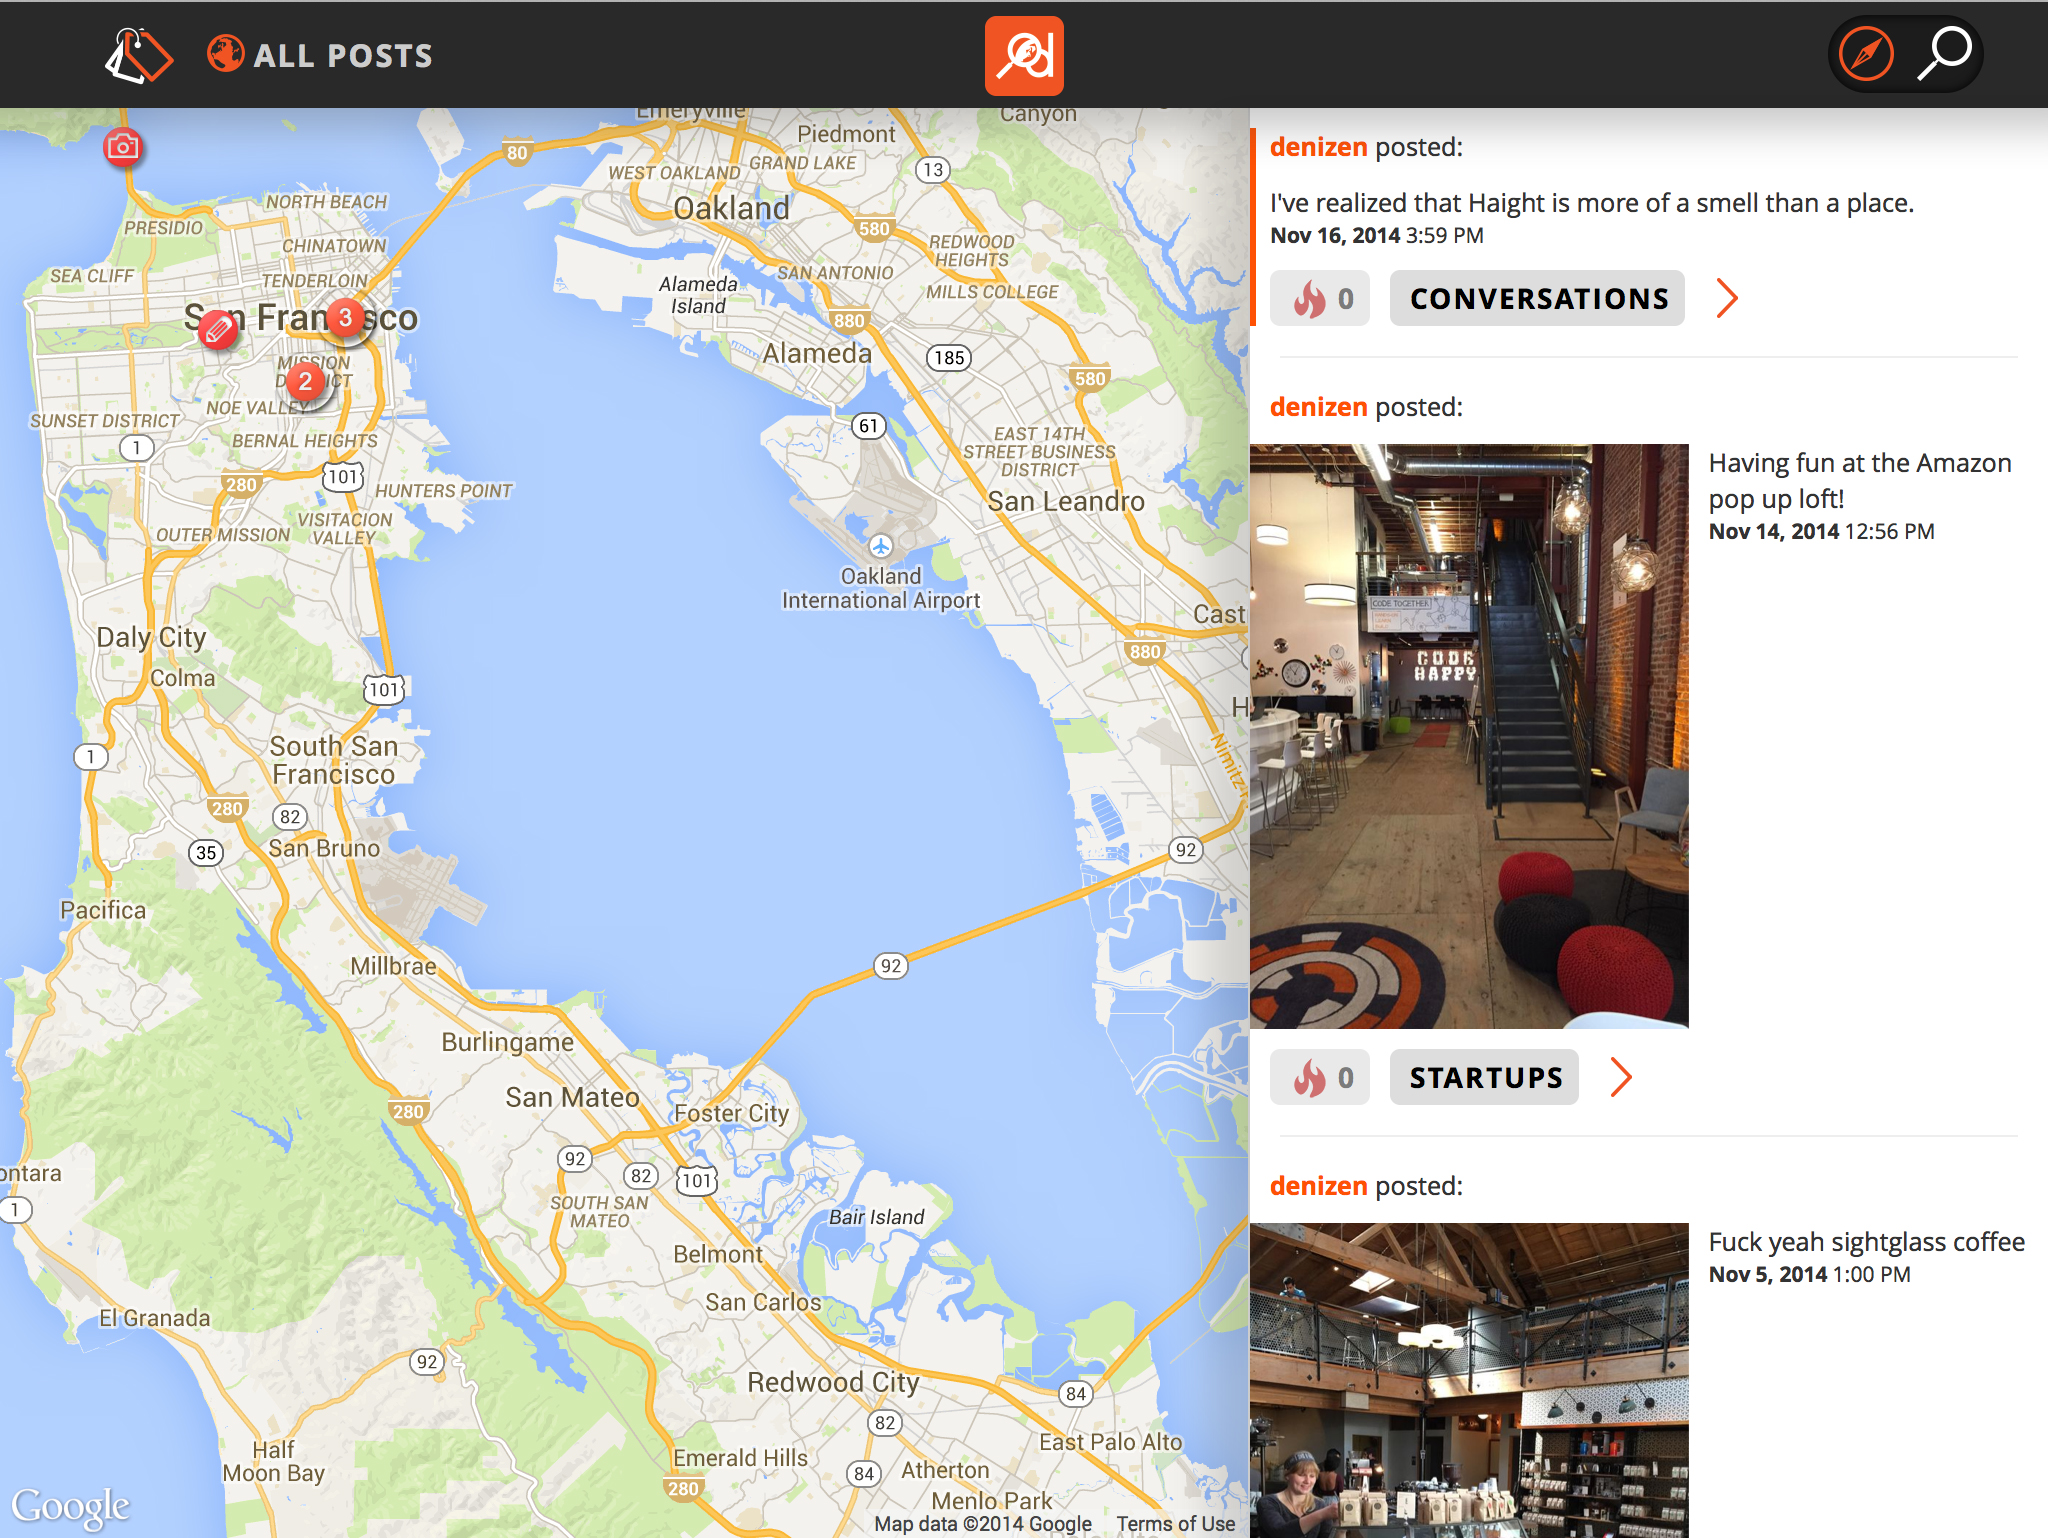 ALL POSTS
Emeryville
Piedmont
Canyon
80
WEST OAKLAND
GRAND LAKE
13
Oakland
NORTH BEACH
PRESIDIO
CHINATOWN
580
REDWOOD
HEIGHTS
SEA CLIFF
TENDERLOIN
SAN ANTONIO
Alameda
Island
MILLS COLLEGE
San Francisco
3
880
Alameda
185
MISSION
DISTRICT
2
580
NOE VALLEY
SUNSET DISTRICT
61
1
BERNAL HEIGHTS
EAST 14TH
STREET BUSINESS
DISTRICT
280
101
HUNTERS POINT
San Leandro
OUTER MISSION
VISITACION
VALLEY
Oakland
International Airport
Cast
Daly City
880
Colma
101
H
South San
Francisco
Nimitz
1
280
82
35
San Bruno
92
Pacifica
Millbrae
92
Burlingame
San Mateo
280
Foster City
92
82
101
ontara
1
SOUTH SAN
MATEO
Bair Island
Belmont
San Carlos
El Granada
92
Redwood City
84
82
Half
Moon Bay
East Palo Alto
Emerald Hills
84
Atherton
280
Menlo Park
Palo Alto
Google
Map data ©2014 Google
Terms of Use
denizen posted:
I've realized that Haight is more of a smell than a place.
Nov 16, 2014 3:59 PM
0
CONVERSATIONS
denizen posted:
Having fun at the Amazon
pop up loft!
Nov 14, 2014 12:56 PM
CODE TOGETHER
CODE
HAPPY
0
STARTUPS
denizen posted:
Fuck yeah sightglass coffee
Nov 5, 2014 1:00 PM